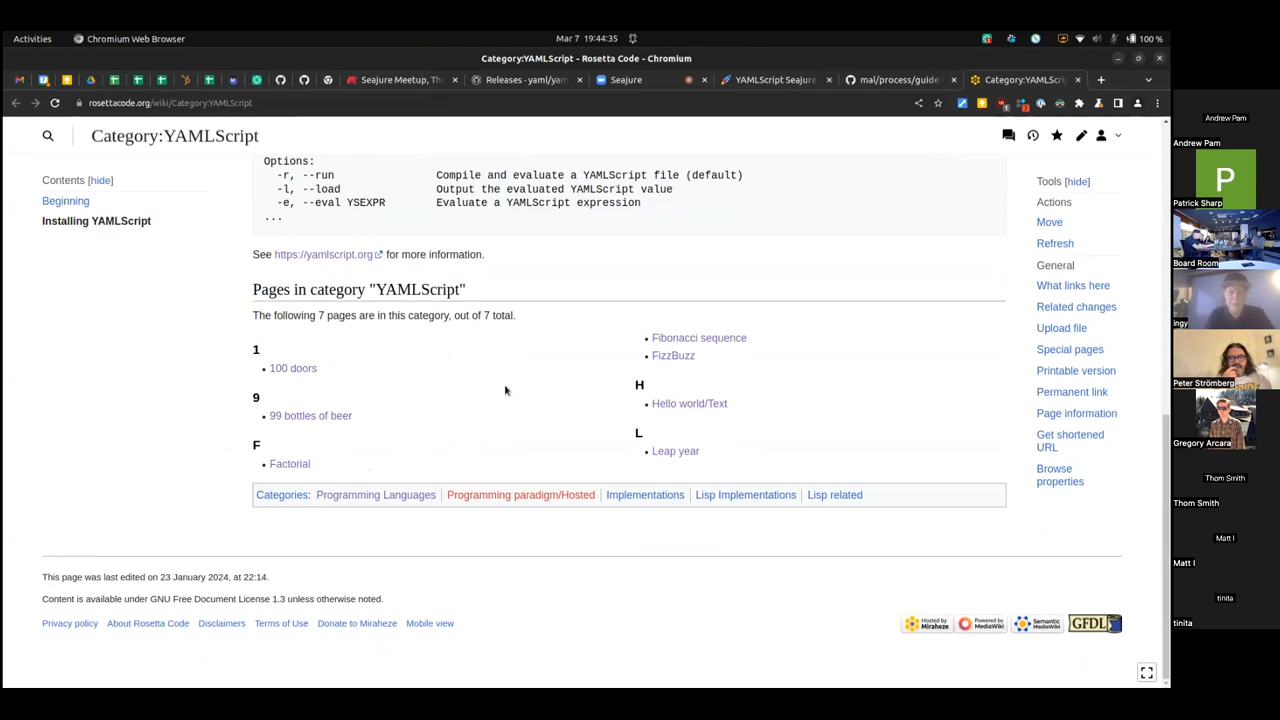 Activities
Chromium Web Browser
Mar 7 19:44:35
100 %
Category:YAMLScript - Rosetta Code - Chromium
Seajure Meetup, Th
Releases · yaml/yam
Seajure
YAMLScript Seajure
mal/process/guide
Category:YAMLScri
rosettacode.org/wiki/Category:YAMLScript
Category:YAMLScript
Contents [hide]
Beginning
Installing YAMLScript
Options:
-r, --run Compile and evaluate a YAMLScript file (default)
-l, --load Output the evaluated YAMLScript value
-e, --eval YSEXPR Evaluate a YAMLScript expression
...
See https://yamlscript.org for more information.
Pages in category "YAMLScript"
The following 7 pages are in this category, out of 7 total.
1
• 100 doors
9
• 99 bottles of beer
F
• Factorial
• Fibonacci sequence
• FizzBuzz
H
• Hello world/Text
L
• Leap year
Categories: Programming Languages | Programming paradigm/Hosted | Implementations | Lisp Implementations | Lisp related
Tools [hide]
Actions
Move
Refresh
General
What links here
Related changes
Upload file
Special pages
Printable version
Permanent link
Page information
Get shortened
URL
Browse
properties
This page was last edited on 23 January 2024, at 22:14.
Content is available under GNU Free Document License 1.3 unless otherwise noted.
Privacy policy
About Rosetta Code
Disclaimers
Terms of Use
Donate to Miraheze
Mobile view
Hosted by
Miraheze
Powered by
MediaWiki
Semantic
MediaWiki
GFDL
Andrew Pam
Andrew Pam
P
Patrick Sharp
Board Room
ingy
Peter Strömberg
Gregory Arcara
Thom Smith
Thom Smith
Matt I
Matt I
tinita
tinita